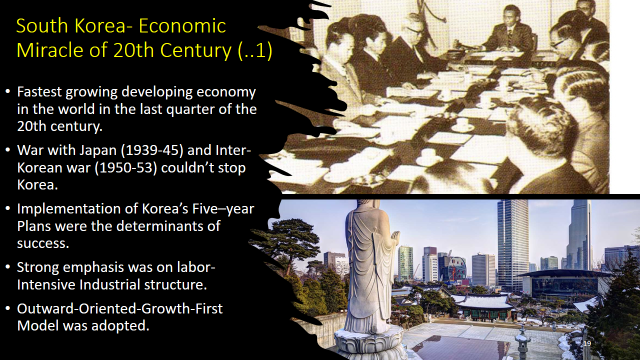 South Korea- Economic
Miracle of 20th Century (..1)
• Fastest growing developing economy
in the world in the last quarter of the
20th century.
• War with Japan (1939-45) and Inter-
Korean war (1950-53) couldn’t stop
Korea.
• Implementation of Korea’s Five–year
Plans were the determinants of
success.
• Strong emphasis was on labor-
Intensive Industrial structure.
• Outward-Oriented-Growth-First
Model was adopted.
19